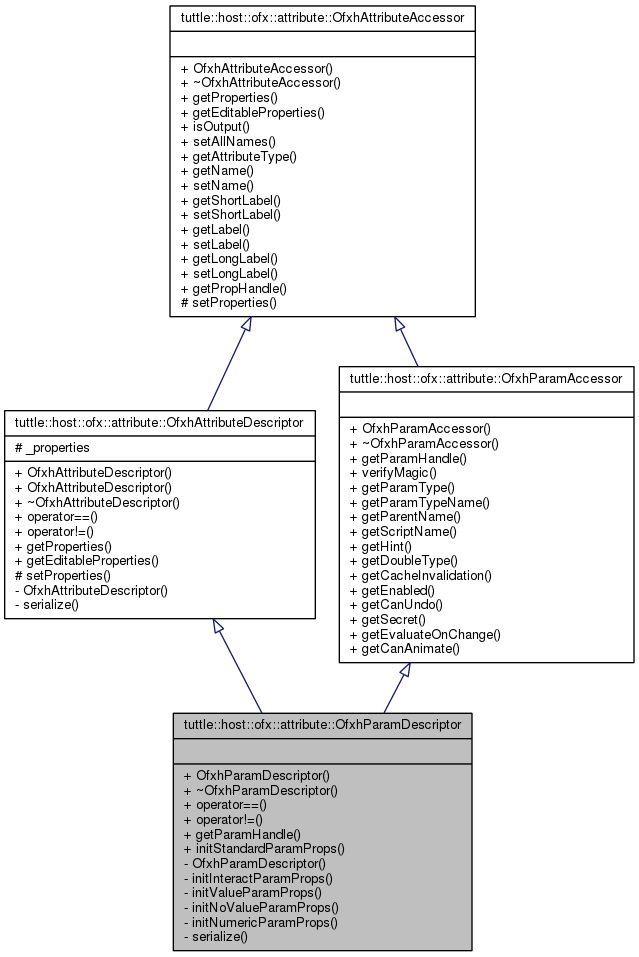 tuttle::host::ofx::attribute::OfxhAttributeAccessor
+ OfxhAttributeAccessor()
+ ~OfxhAttributeAccessor()
+ getProperties()
+ getEditableProperties()
+ isOutput()
+ setAllNames()
+ getAttributeType()
+ getName()
+ setName()
+ getShortLabel()
+ setShortLabel()
+ getLabel()
+ setLabel()
+ getLongLabel()
+ setLongLabel()
+ getPropHandle()
# setProperties()
tuttle::host::ofx::attribute::OfxhAttributeDescriptor
# _properties
+ OfxhAttributeDescriptor()
+ OfxhAttributeDescriptor()
+ ~OfxhAttributeDescriptor()
+ operator==()
+ operator!=()
+ getProperties()
+ getEditableProperties()
# setProperties()
- OfxhAttributeDescriptor()
- serialize()
tuttle::host::ofx::attribute::OfxhParamAccessor
+ OfxhParamAccessor()
+ ~OfxhParamAccessor()
+ getParamHandle()
+ verifyMagic()
+ getParamType()
+ getParamTypeName()
+ getParentName()
+ getScriptName()
+ getHint()
+ getDoubleType()
+ getCacheInvalidation()
+ getEnabled()
+ getCanUndo()
+ getSecret()
+ getEvaluateOnChange()
+ getCanAnimate()
tuttle::host::ofx::attribute::OfxhParamDescriptor
+ OfxhParamDescriptor()
+ ~OfxhParamDescriptor()
+ operator==()
+ operator!=()
+ getParamHandle()
+ initStandardParamProps()
- OfxhParamDescriptor()
- initInteractParamProps()
- initValueParamProps()
- initNoValueParamProps()
- initNumericParamProps()
- serialize()